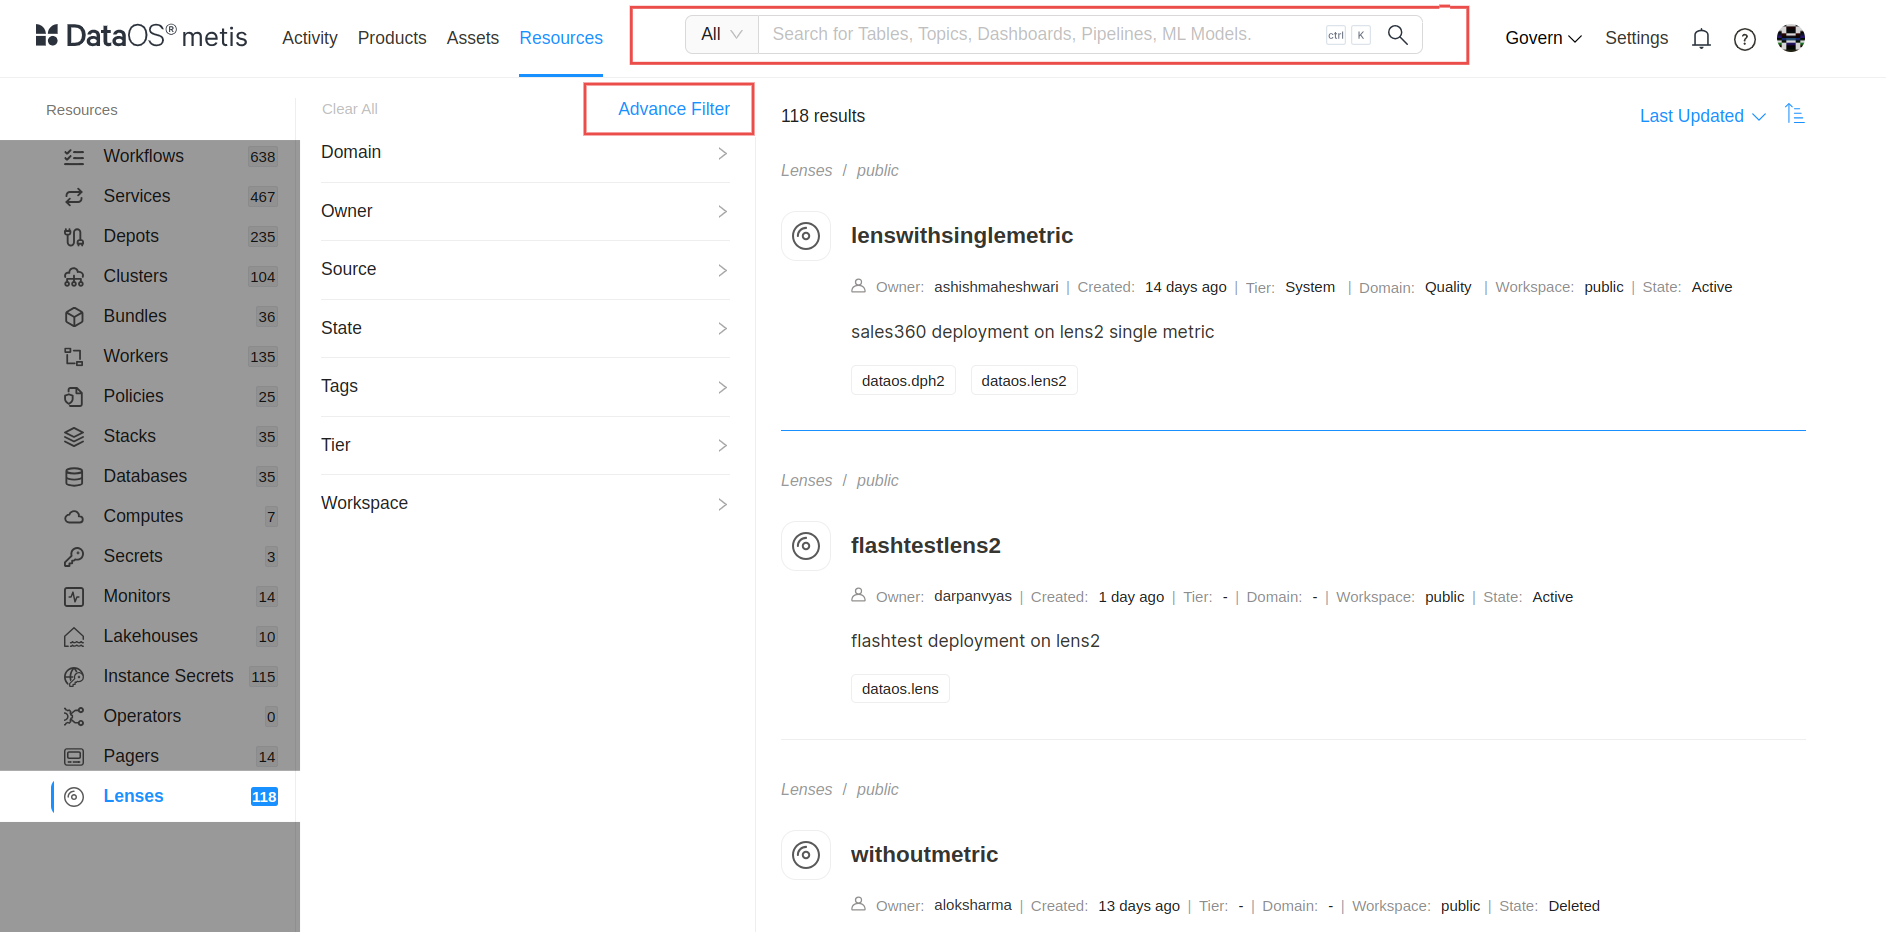 DataOS® metis
Activity Products Assets Resources
All Search for Tables, Topics, Dashboards, Pipelines, ML Models. ctrl K
Govern Settings ?
Resources
Workflows 638
Services 467
Depots 235
Clusters 104
Bundles 36
Workers 135
Policies 25
Stacks 35
Databases 35
Computes 7
Secrets 3
Monitors 14
Lakehouses 10
Instance Secrets 115
Operators 0
Pagers 14
Lenses 118
Clear All Advance Filter
Domain
Owner
Source
State
Tags
Tier
Workspace
118 results Last Updated
Lenses / public
lenswithsinglemetric
Owner: ashishmaheshwari | Created: 14 days ago | Tier: System | Domain: Quality | Workspace: public | State: Active
sales360 deployment on lens2 single metric
dataos.dph2 dataos.lens2
Lenses / public
flashtestlens2
Owner: darpanvyas | Created: 1 day ago | Tier: - | Domain: - | Workspace: public | State: Active
flashtest deployment on lens2
dataos.lens
Lenses / public
withoutmetric
Owner: aloksharma | Created: 13 days ago | Tier: - | Domain: - | Workspace: public | State: Deleted